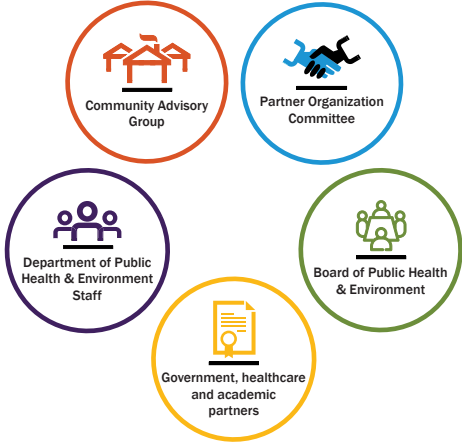 Community Advisory
Group
Partner Organization
Committee
Department of Public
Health & Environment
Staff
Board of Public Health
& Environment
Government, healthcare
and academic
partners